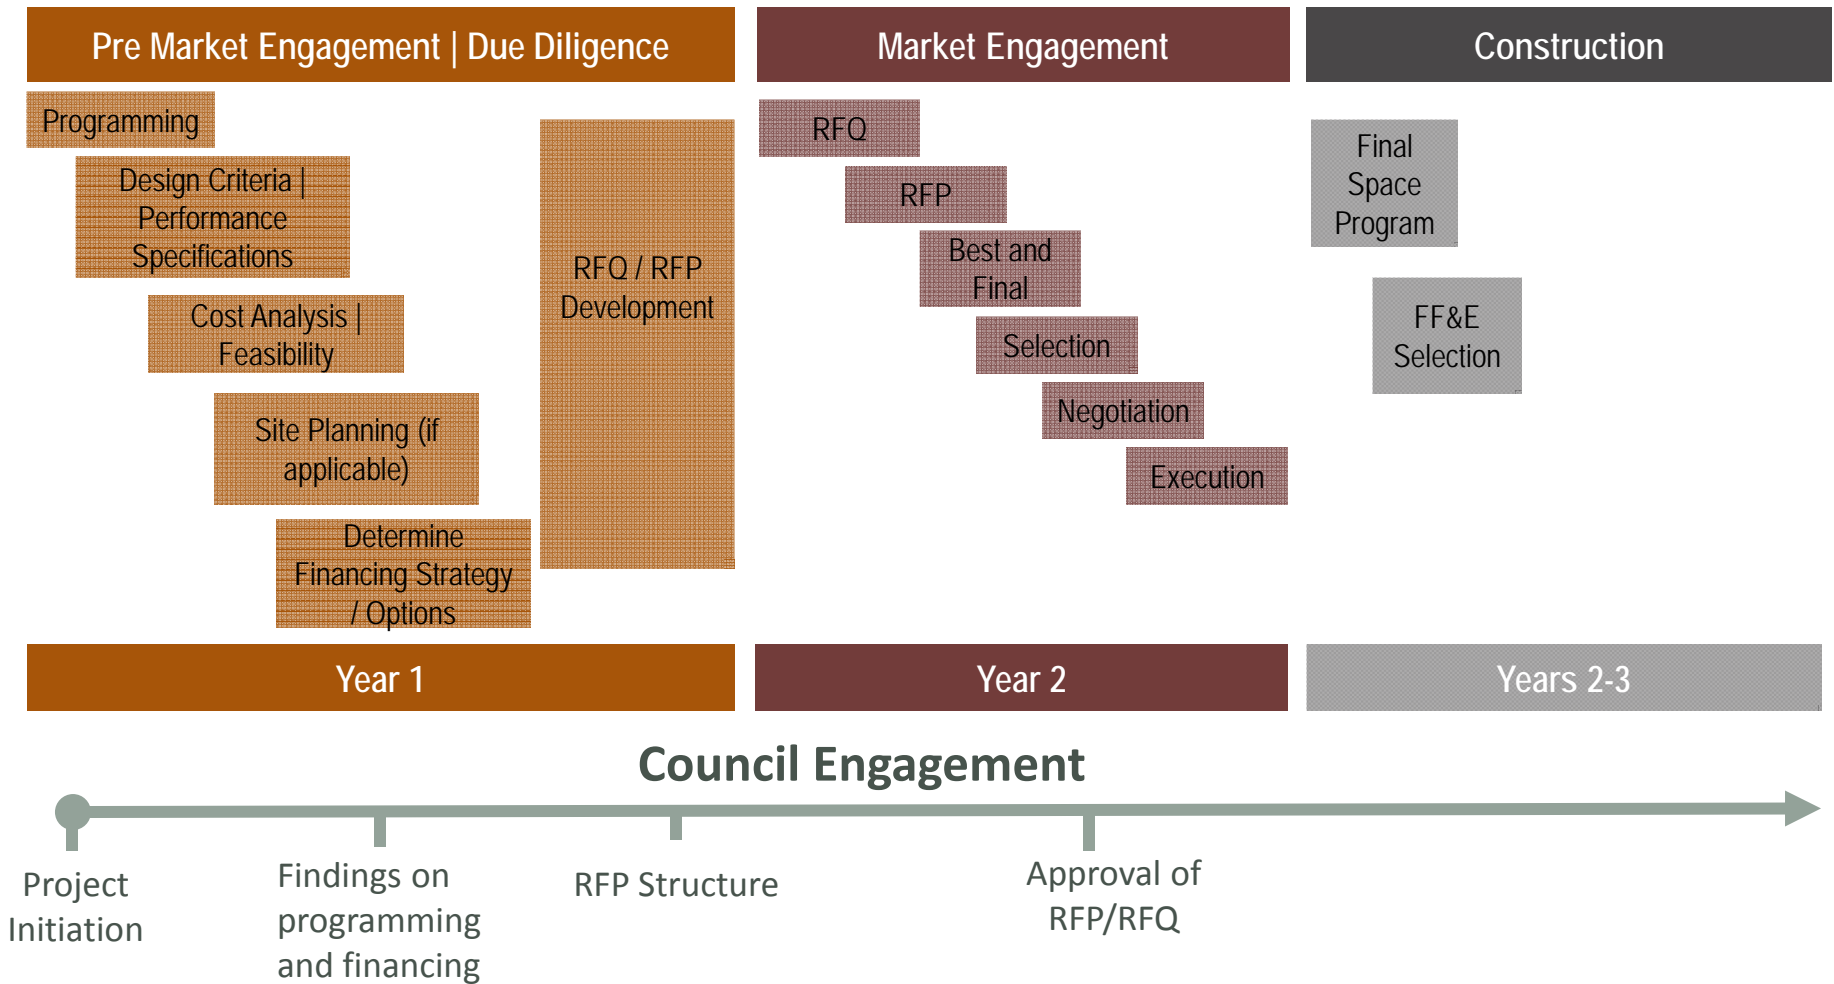 Pre Market Engagement | Due Diligence
Market Engagement
Construction
Programming
Design Criteria |
Performance
Specifications
Cost Analysis |
Feasibility
Site Planning (if
applicable)
Determine
Financing Strategy
/ Options
RFQ / RFP
Development
RFQ
RFP
Best and
Final
Selection
Negotiation
Execution
Final
Space
Program
FF&E
Selection
Year 1
Year 2
Years 2-3
Council Engagement
Project
Initiation
Findings on
programming
and financing
RFP Structure
Approval of
RFP/RFQ